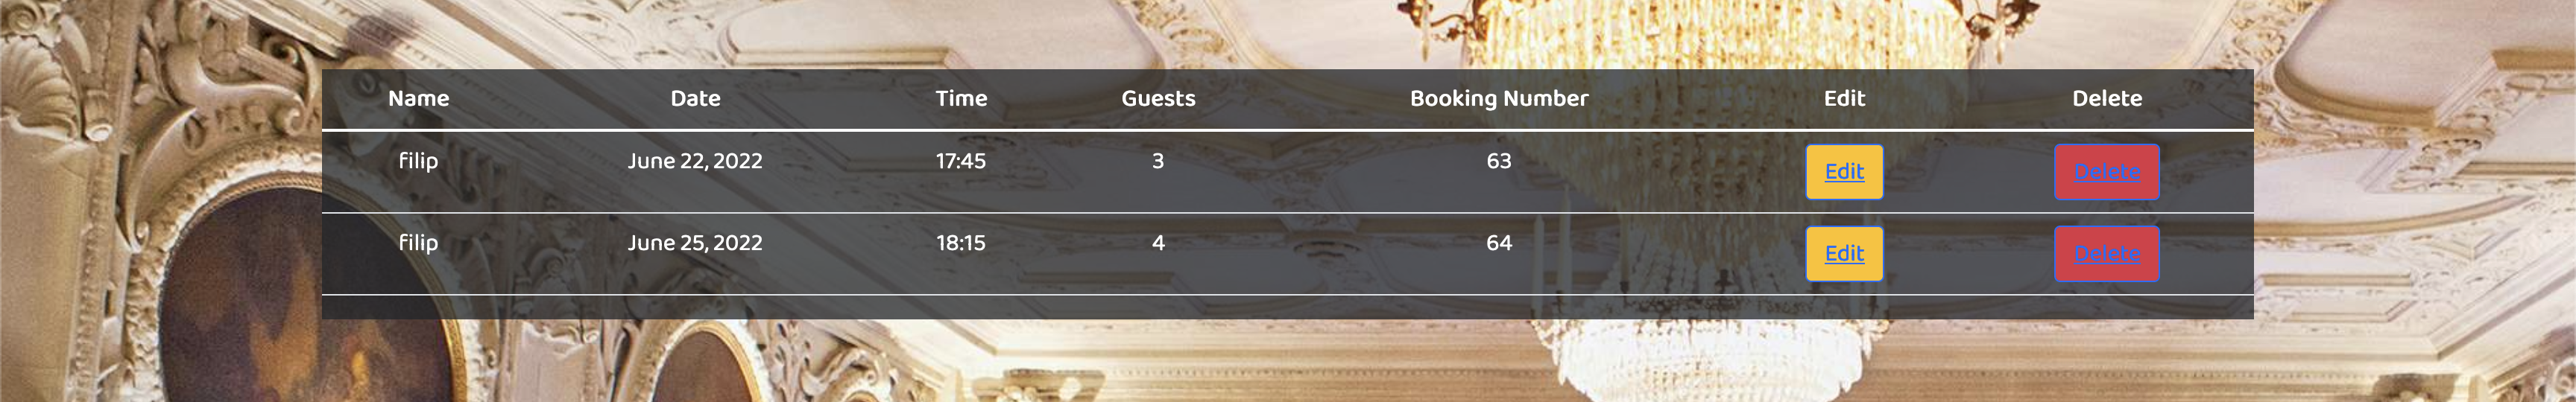 Name Date Time Guests Booking Number Edit Delete
filip June 22, 2022 17:45 3 63 Edit Delete
filip June 25, 2022 18:15 4 64 Edit Delete